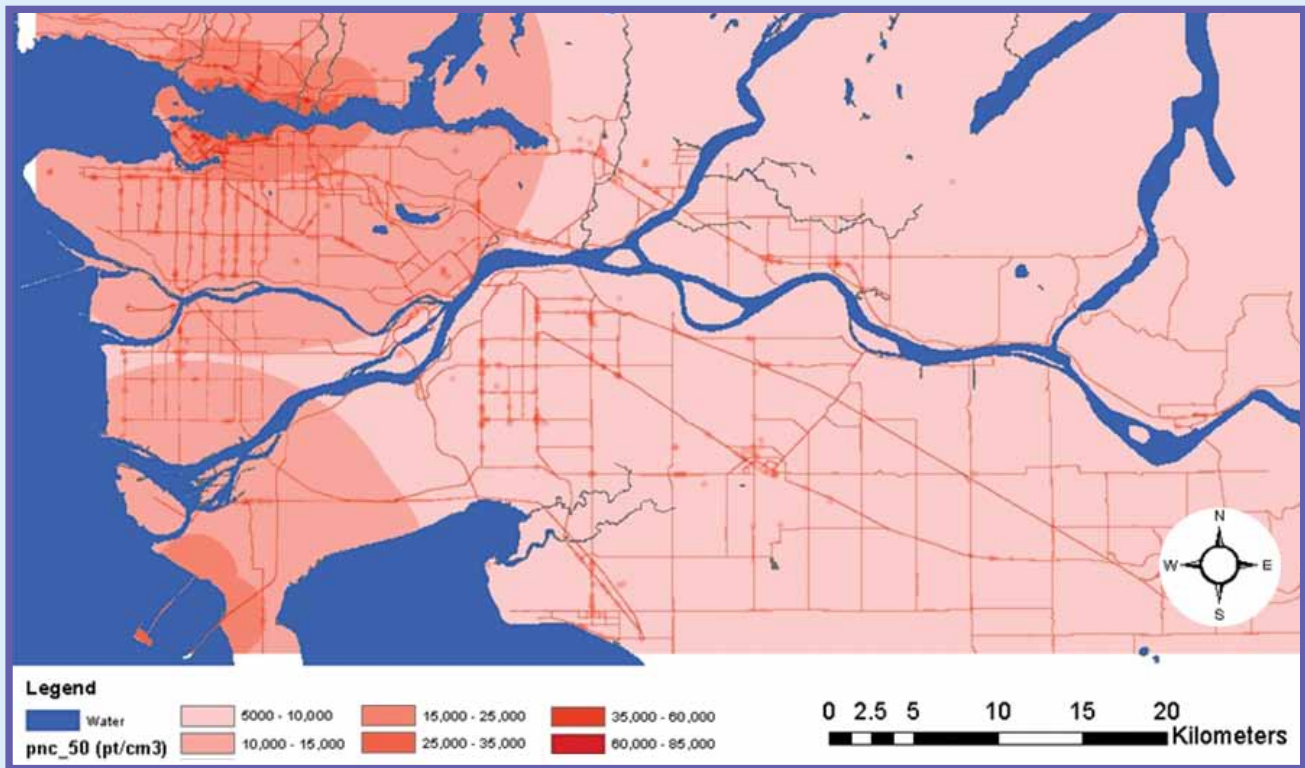 N
W E
S
Legend
Water
pnc_50 (pt/cm3)
5000 - 10,000
10,000 - 15,000
15,000 - 25,000
25,000 - 35,000
35,000 - 60,000
60,000 - 85,000
0 2.5 5 10 15 20
Kilometers